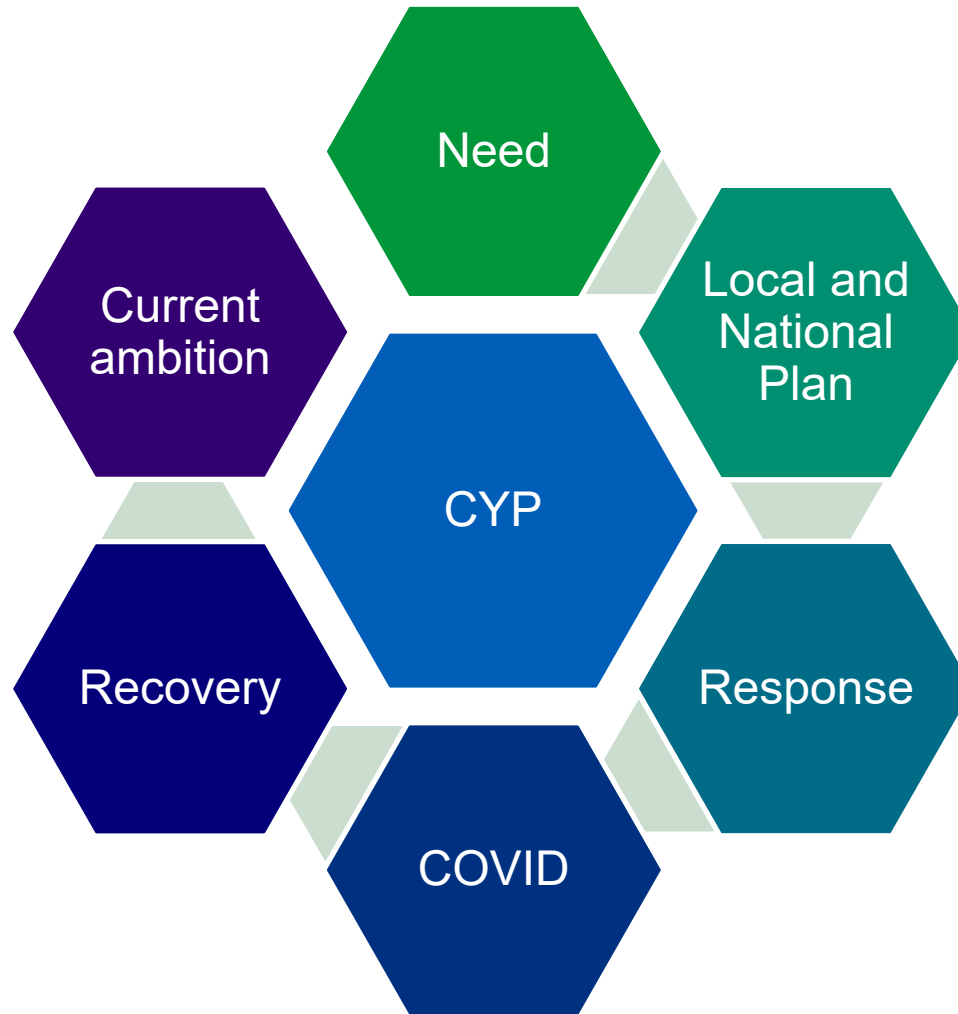 Need
Local and
National
Plan
Current
ambition
CYP
Recovery
Response
COVID